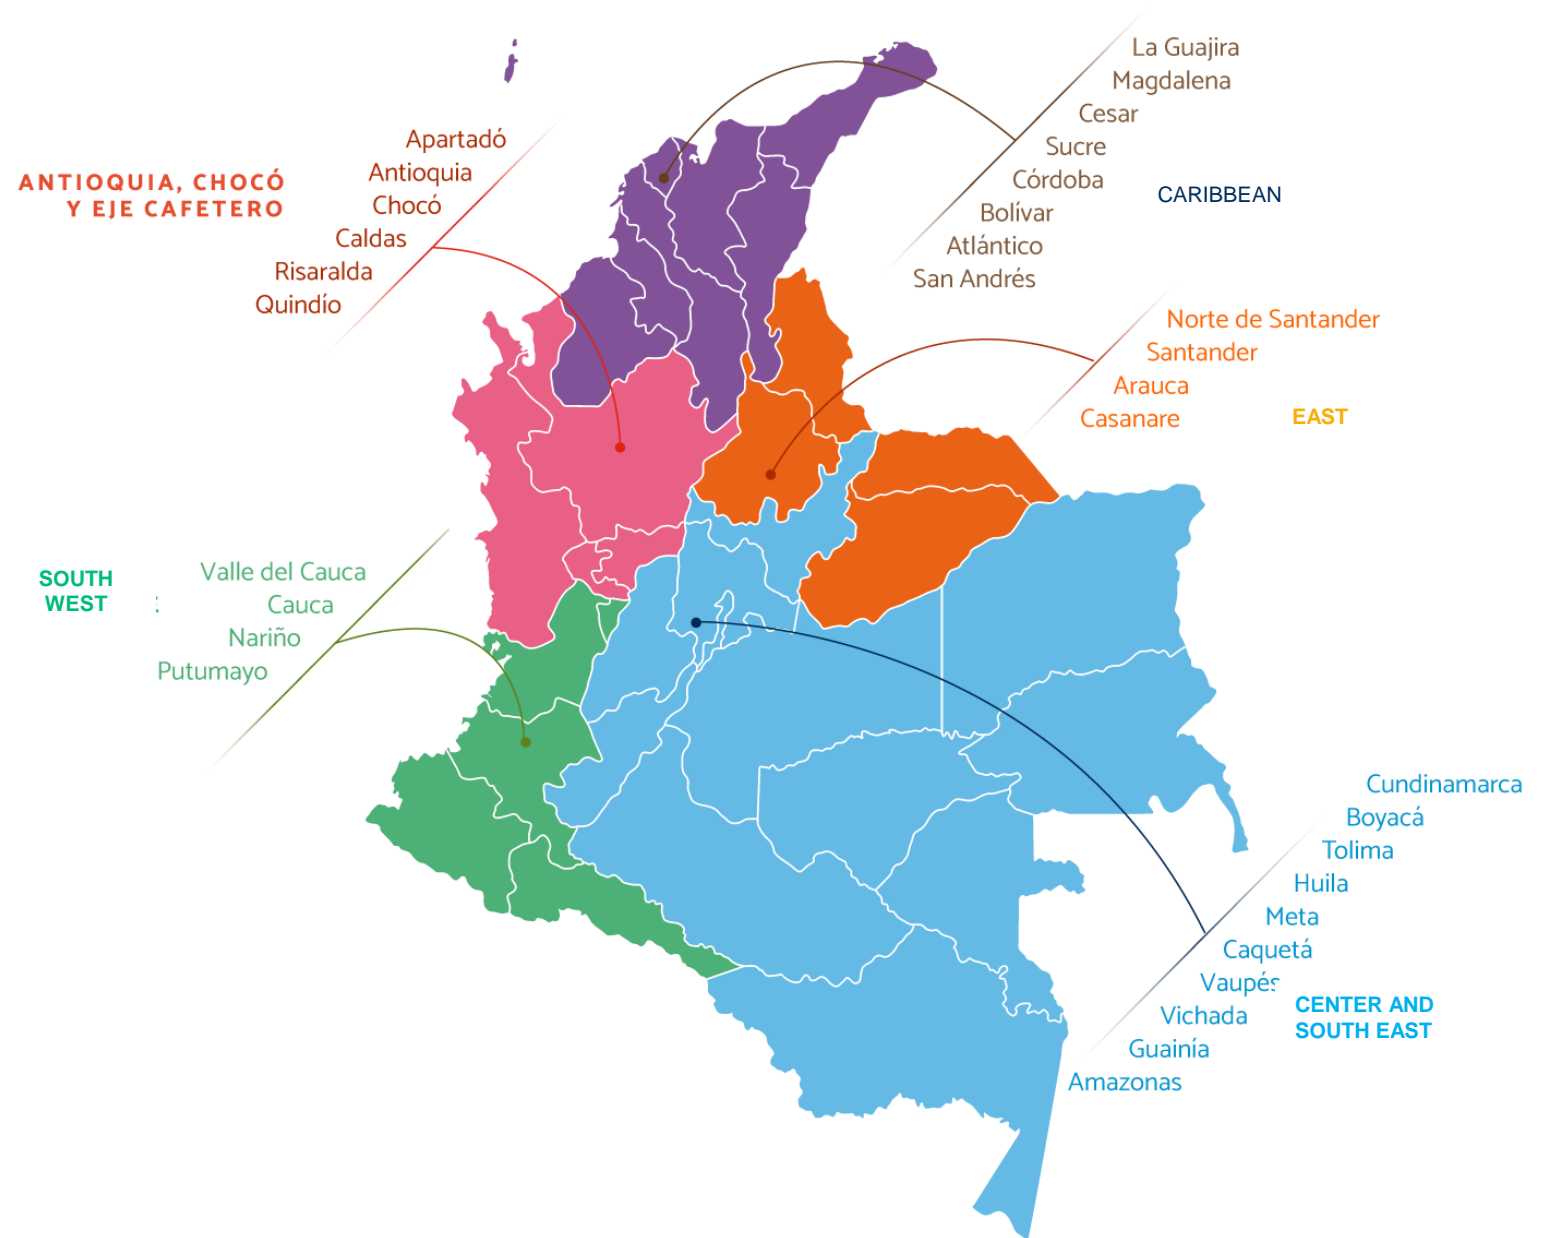 La Guajira
Magdalena
Cesar
Sucre
Córdoba
Bolívar
Atlántico
San Andrés
CARIBBEAN
Apartadó
Antioquia
Chocó
Caldas
Risaralda
Quindío
ANTIOQUIA, CHOCÓ
Y EJE CAFETERO
Norte de Santander
Santander
Arauca
Casanare
EAST
SOUTH
WEST
Valle del Cauca
Cauca
Nariño
Putumayo
Cundinamarca
Boyacá
Tolima
Huila
Meta
Caquetá
Vaupés
Vichada
Guainía
Amazonas
CENTER AND
SOUTH EAST